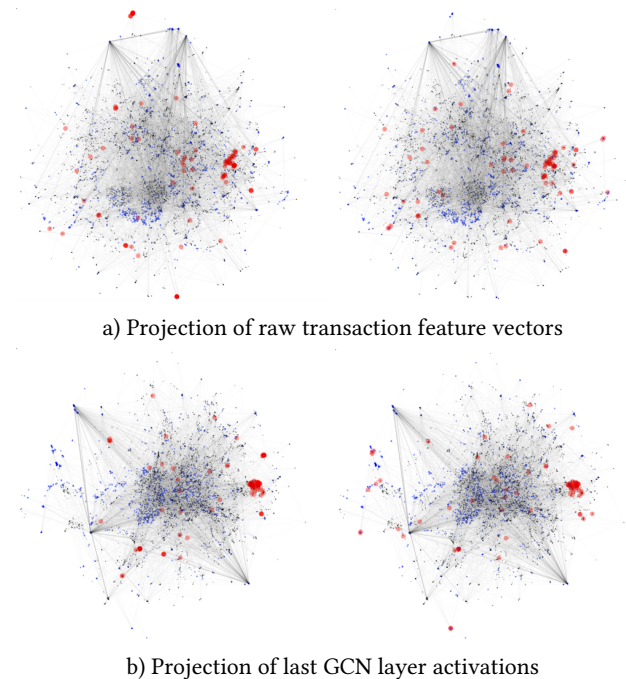 a) Projection of raw transaction feature vectors
b) Projection of last GCN layer activations